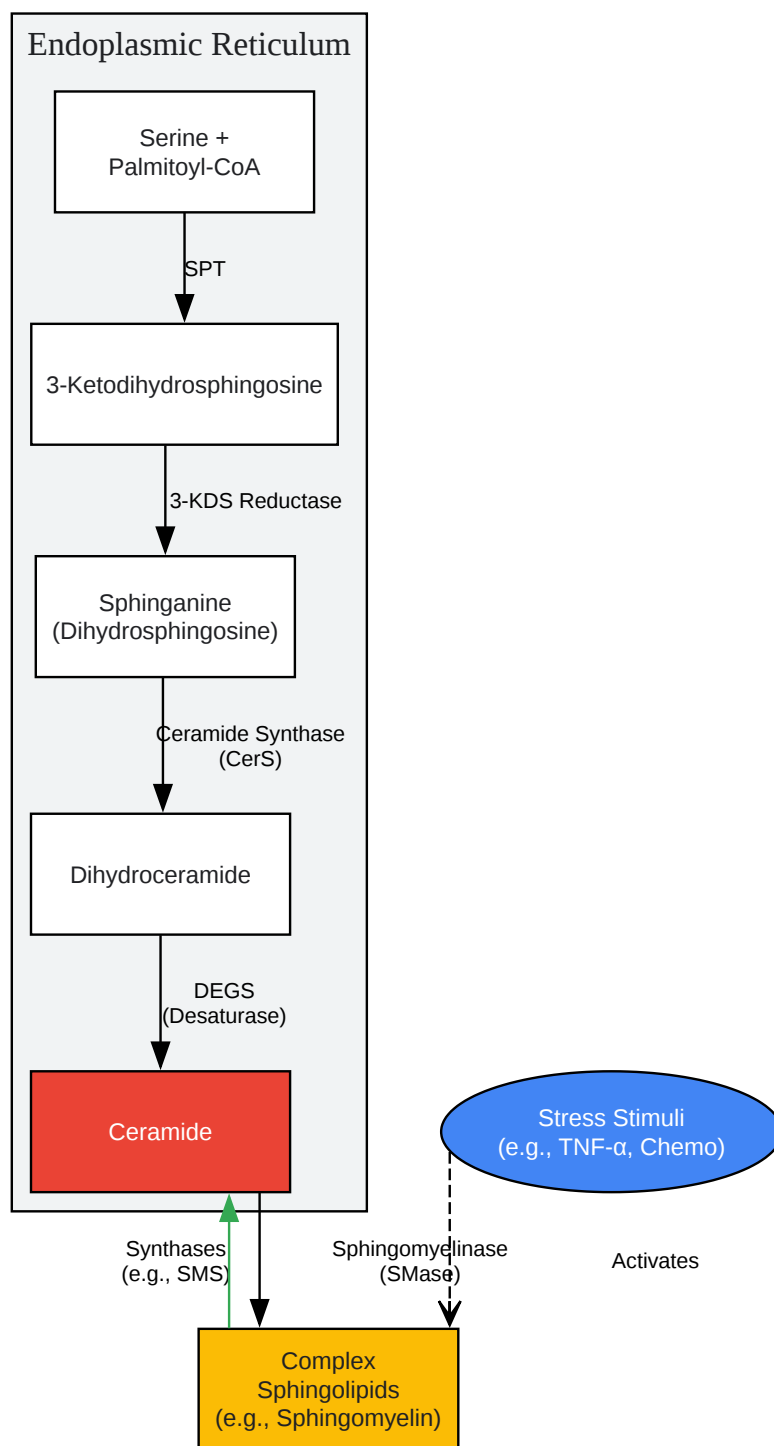 Endoplasmic Reticulum
Serine +
Palmitoyl-CoA
SPT
3-Ketodihydrosphingosine
3-KDS Reductase
Sphinganine
(Dihydrosphingosine)
Ceramide Synthase
(CerS)
Dihydroceramide
DEGS
(Desaturase)
Ceramide
Stress Stimuli
(e.g., TNF-α, Chemo)
Synthases
(e.g., SMS)
Sphingomyelinase
(SMase)
Activates
Complex
Sphingolipids
(e.g., Sphingomyelin)